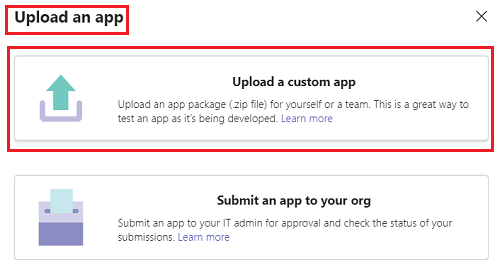 Upload an app
Upload a custom app
Upload an app package (.zip file) for yourself or a team. This is a great way to
test an app as it's being developed. Learn more
Submit an app to your org
Submit an app to your IT admin for approval and check the status of your
submissions. Learn more